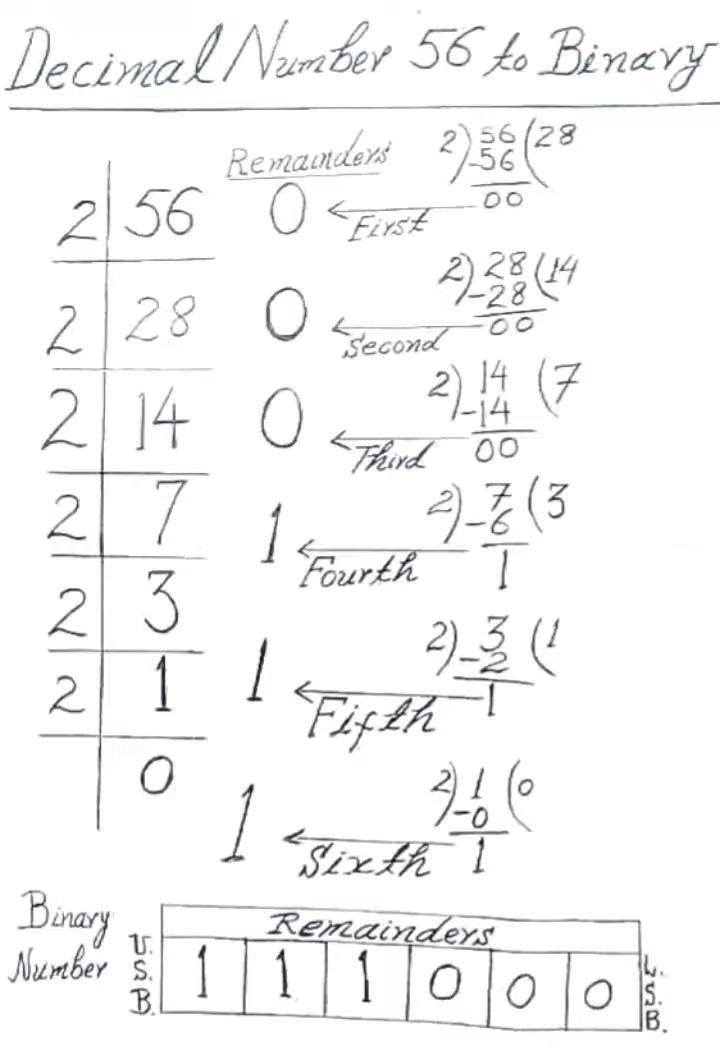 Decimal Number 56 to Binary
Remainders
2 56 0 First 2) 56 (28
-56
00
2 28 0 Second 2) 28 (14
-28
00
2 14 0 Third 2) 14 (7
-14
00
2 7 1 Fourth 2) 7 (3
-6
1
2 3 1 Fifth 2) 3 (1
-2
1
2 1 1 Sixth 2) 1 (0
-0
1
0
Binary Number
Remainders
U.S.B. 1 1 1 0 0 0 L.S.B.